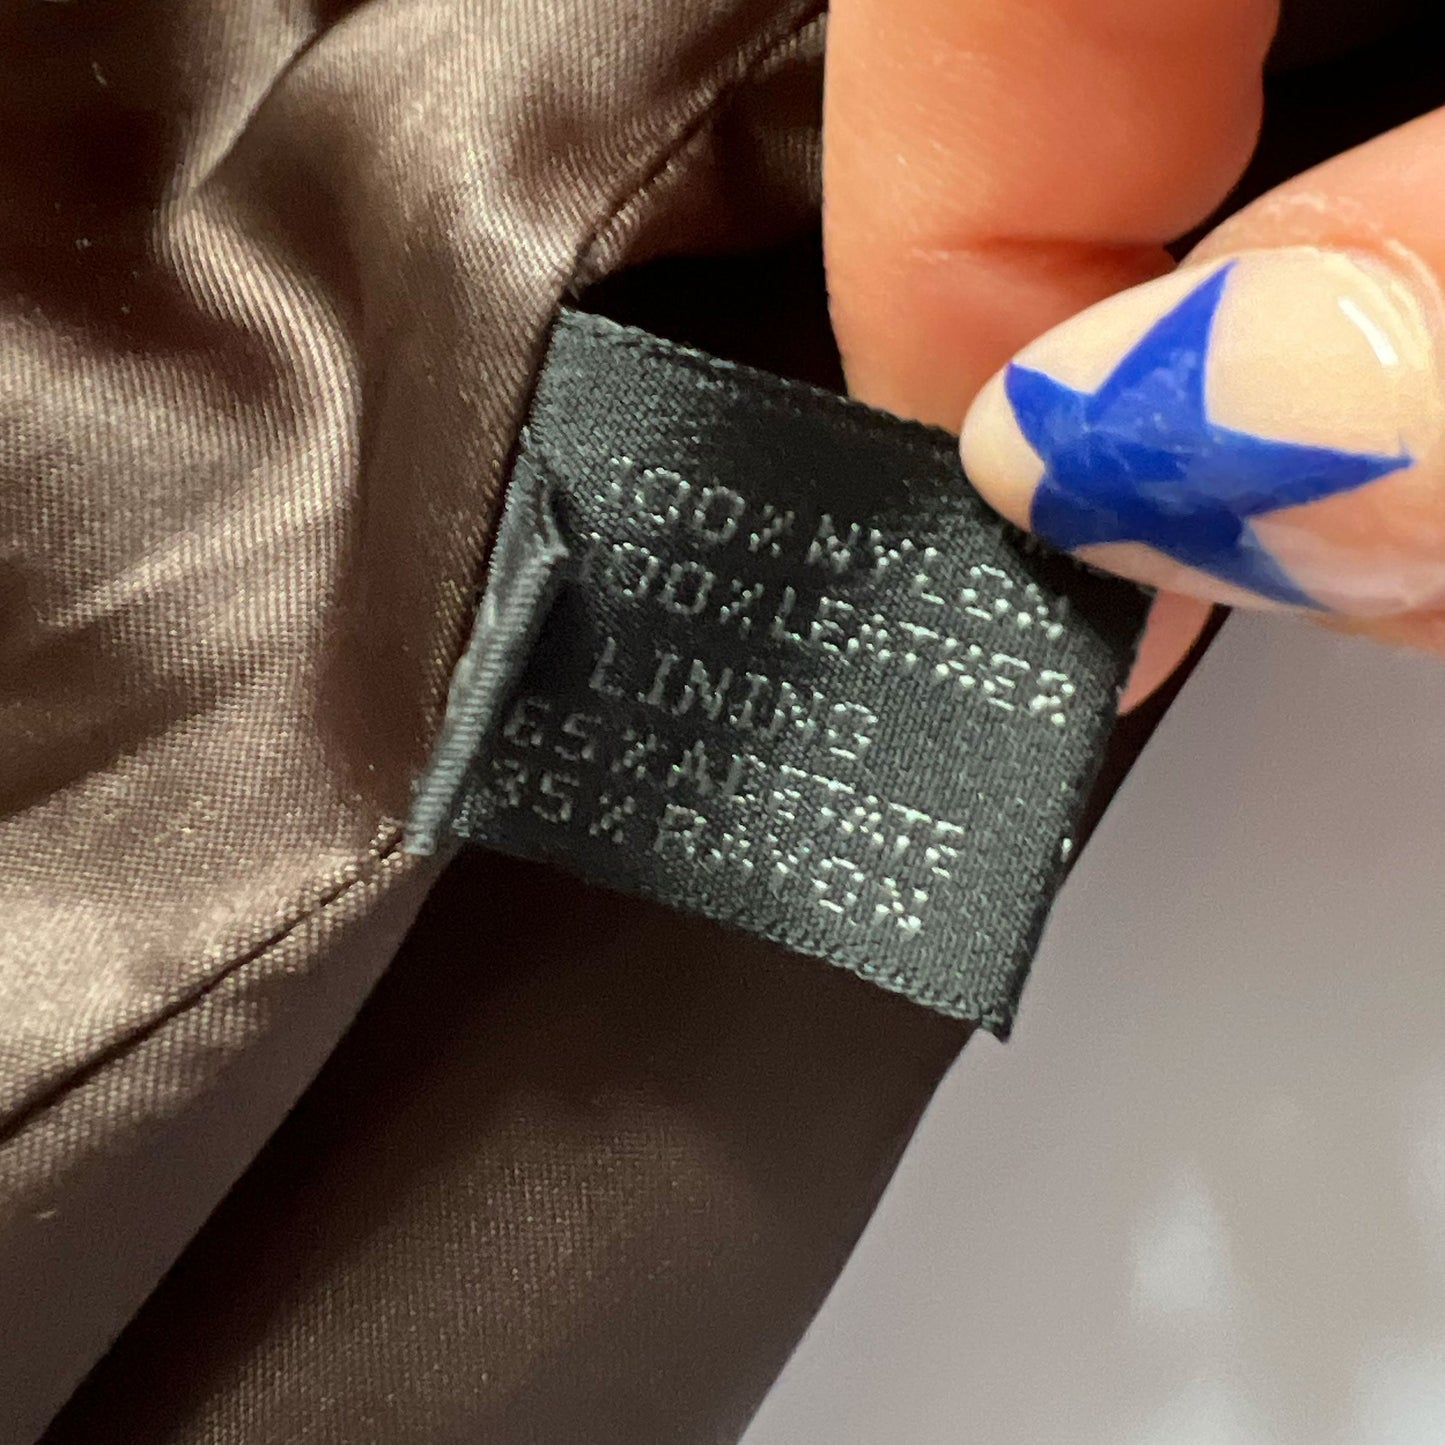 100% NYLON
100% LEATHER
LINING
65% ACETATE
35% RAYON